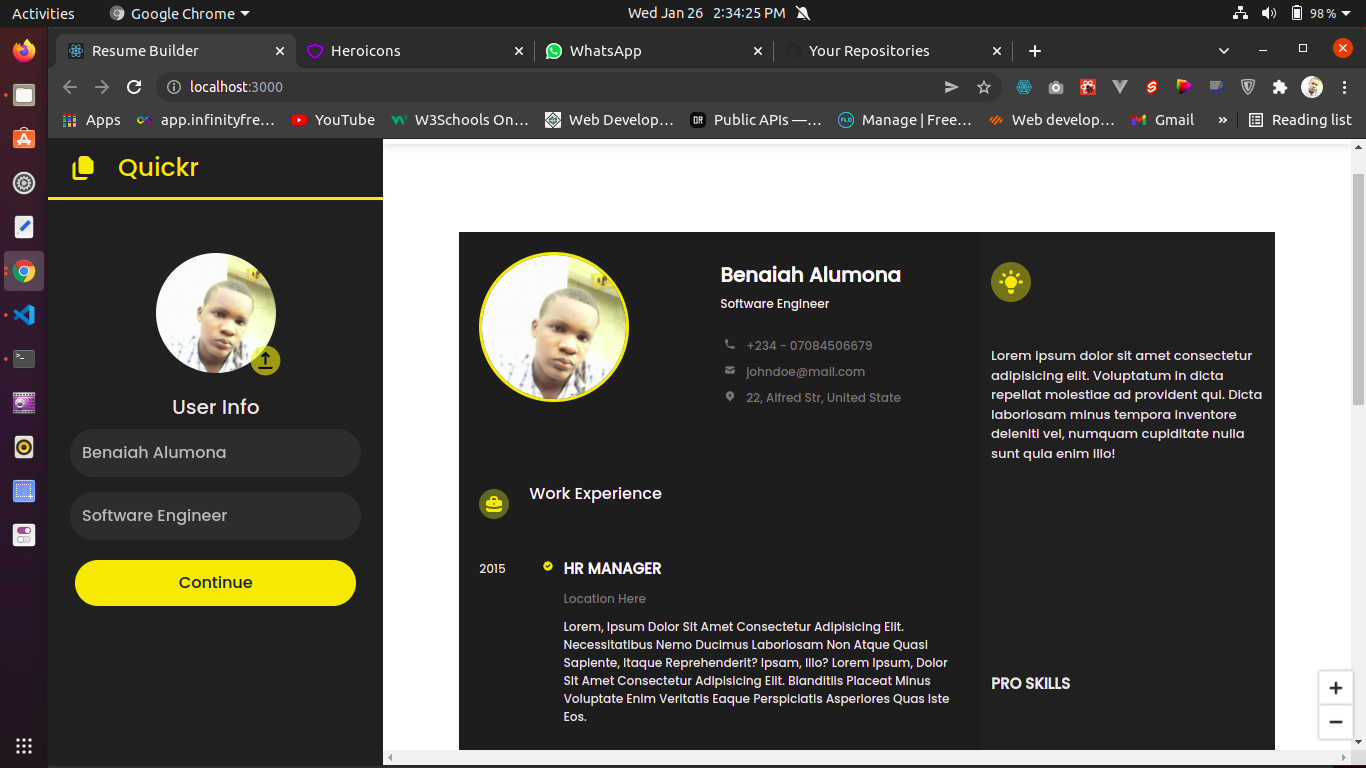 Activities
Google Chrome
Wed Jan 26 2:34:25 PM
98 %
Resume Builder
Heroicons
WhatsApp
Your Repositories
localhost:3000
Apps
app.infinityfre…
YouTube
W3Schools On…
Web Develop…
DR
Public APIs —…
FLO
Manage | Free…
Web develop…
Gmail
»
Reading list
Quickr
User Info
Benaiah Alumona
Software Engineer
Continue
Benaiah Alumona
Software Engineer
+234 - 07084506679
johndoe@mail.com
22, Alfred Str, United State
Work Experience
2015
HR MANAGER
Location Here
Lorem, Ipsum Dolor Sit Amet Consectetur Adipisicing Elit.
Necessitatibus Nemo Ducimus Laboriosam Non Atque Quasi
Sapiente, Itaque Reprehenderit? Ipsam, Illo? Lorem Ipsum, Dolor
Sit Amet Consectetur Adipisicing Elit. Blanditiis Placeat Minus
Voluptate Enim Veritatis Eaque Perspiciatis Asperiores Quas Iste
Eos.
Lorem ipsum dolor sit amet consectetur
adipisicing elit. Voluptatum in dicta
repellat molestiae ad provident qui. Dicta
laboriosam minus tempora inventore
deleniti vel, numquam cupiditate nulla
sunt quia enim illo!
PRO SKILLS
+
−